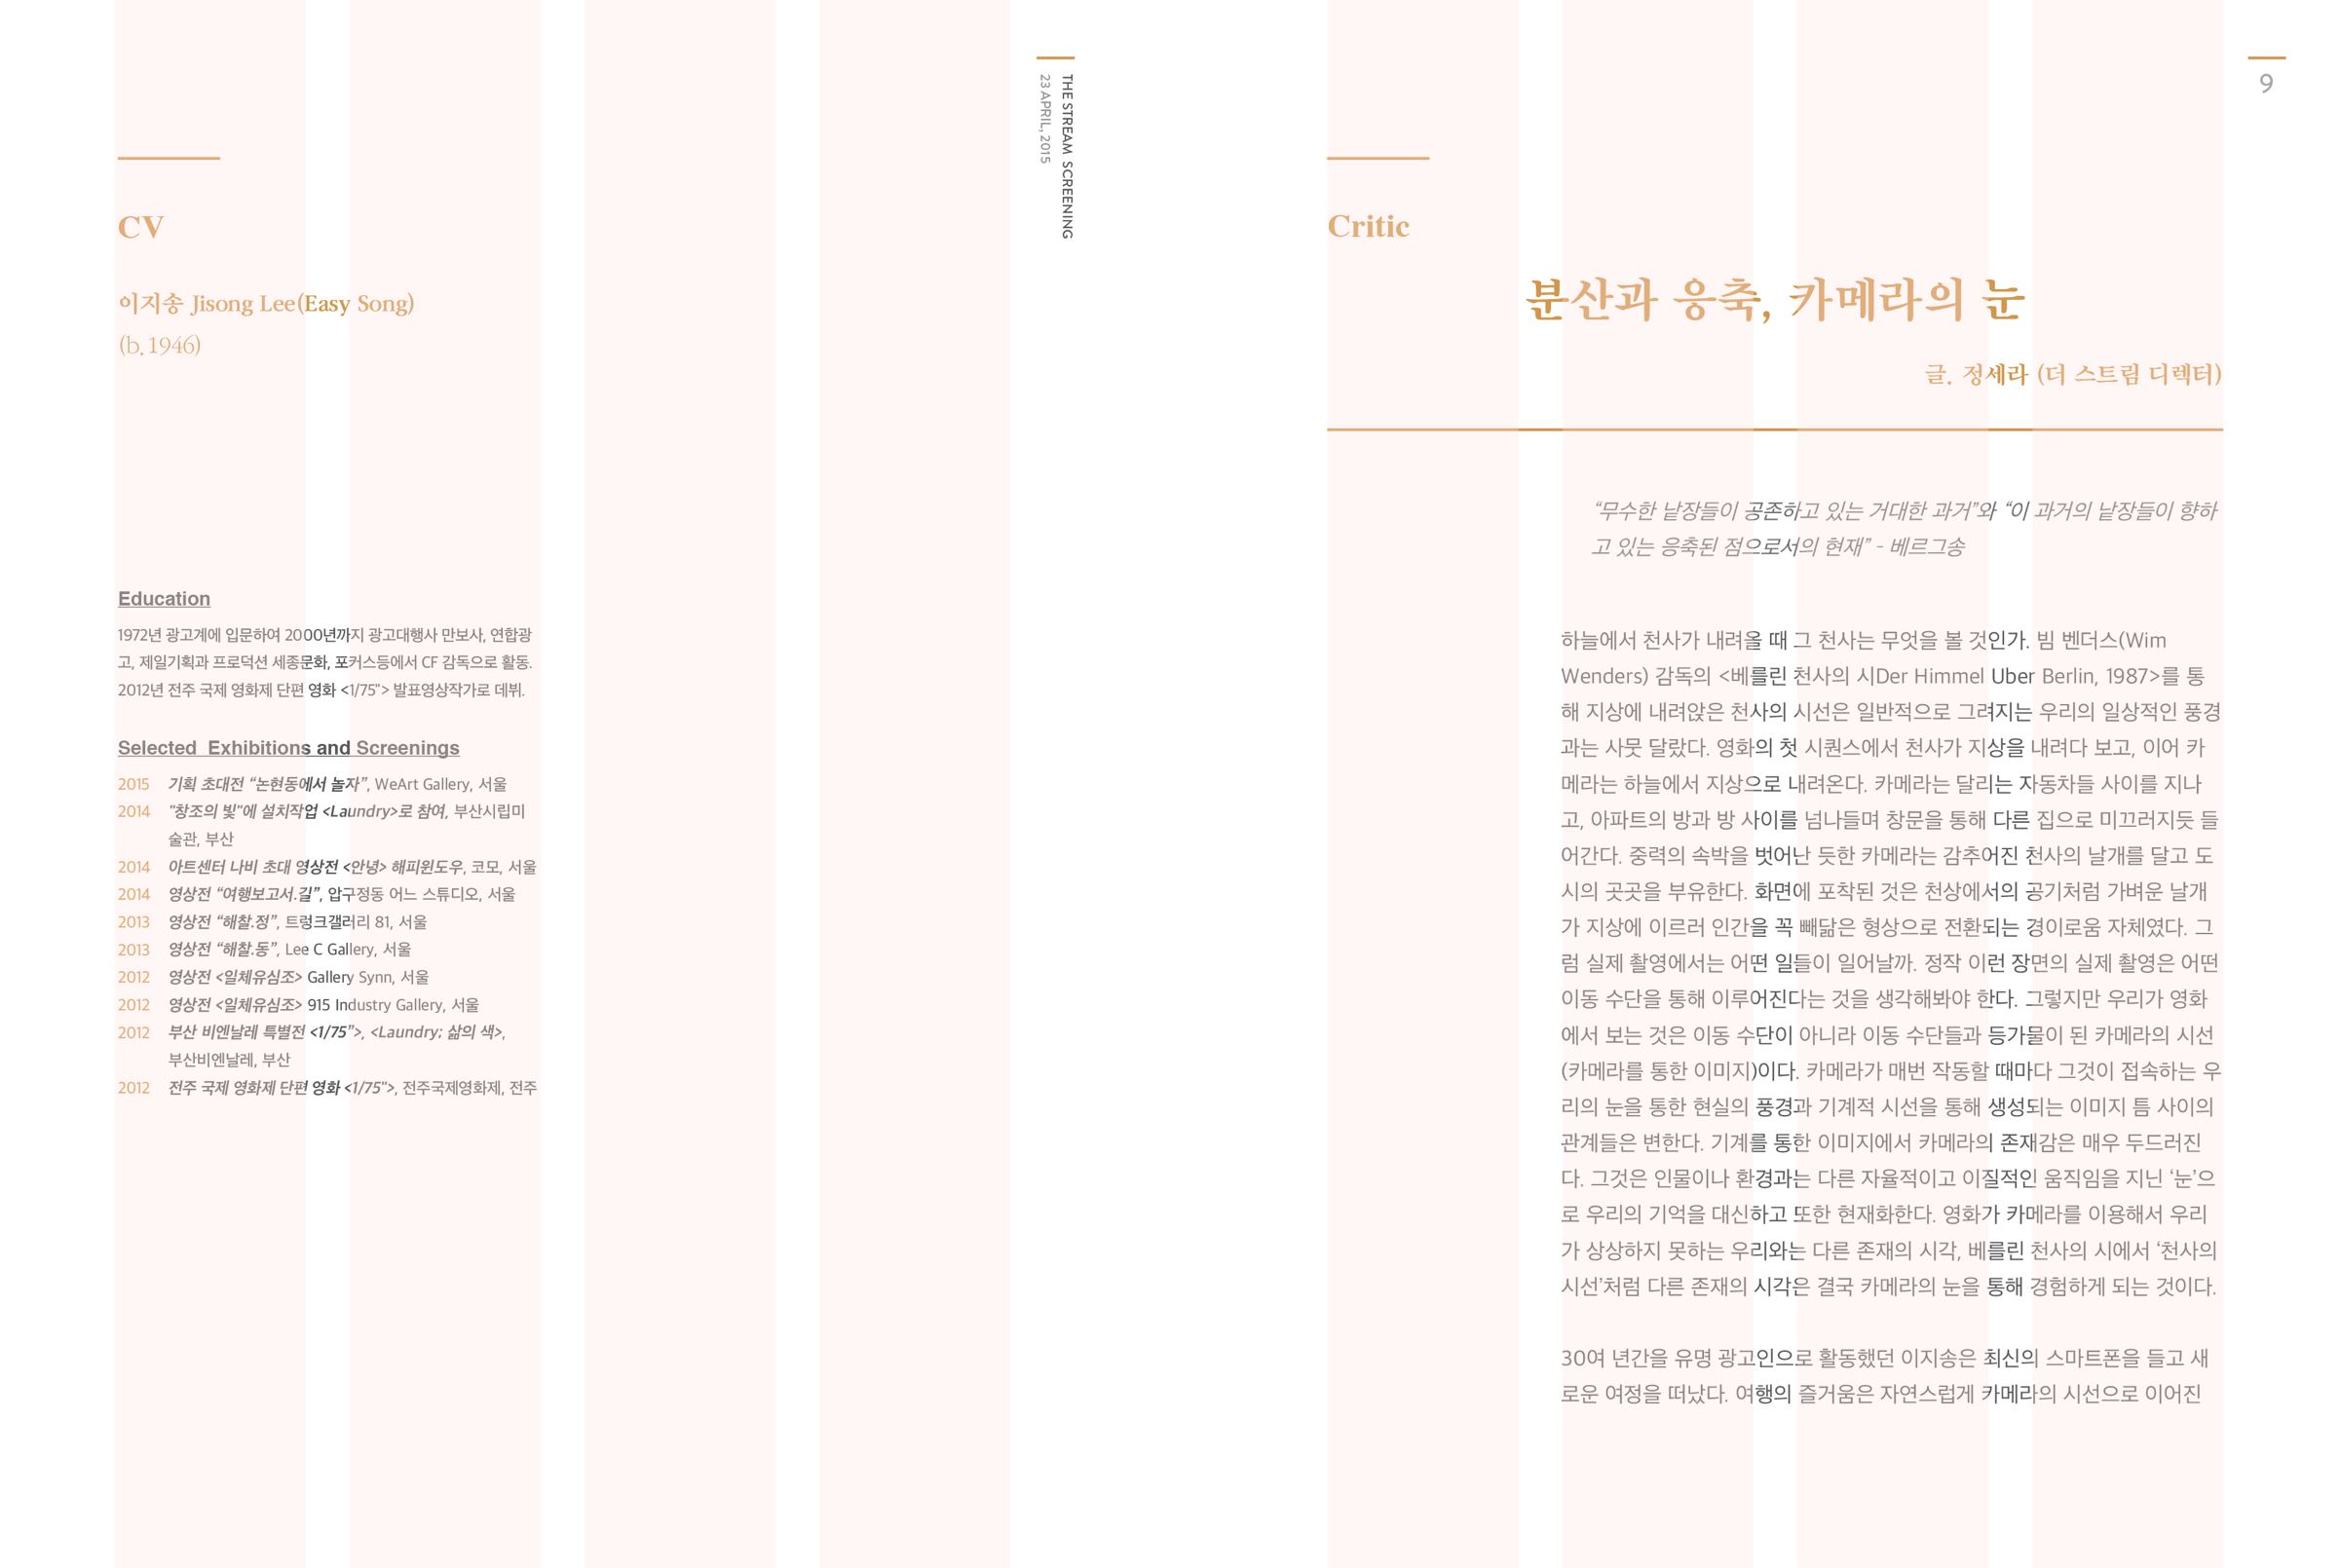 CV
이지송 Jisong Lee(Easy Song)
(b.1946)
Education
1972년 광고계에 입문하여 2000년까지 광고대행사 만보사, 연합광
고, 제일기획과 프로덕션 세종문화, 포커스등에서 CF 감독으로 활동.
2012년 전주 국제 영화제 단편 영화 <1/75"> 발표영상작가로 데뷔.
Selected Exhibitions and Screenings
2015 기획 초대전 “논현동에서 놀자”, WeArt Gallery, 서울
2014 "창조의 빛"에 설치작업 <Laundry>로 참여, 부산시립미
술관, 부산
2014 아트센터 나비 초대 영상전 <안녕> 해피윈도우, 코모, 서울
2014 영상전 “여행보고서.길”, 압구정동 어느 스튜디오, 서울
2013 영상전 “해찰.정”, 트렁크갤러리 81, 서울
2013 영상전 “해찰.동”, Lee C Gallery, 서울
2012 영상전 <일체유심조> Gallery Synn, 서울
2012 영상전 <일체유심조> 915 Industry Gallery, 서울
2012 부산 비엔날레 특별전 <1/75”>, <Laundry; 삶의 색>,
부산비엔날레, 부산
2012 전주 국제 영화제 단편 영화 <1/75">, 전주국제영화제, 전주
THE STREAM SCREENING
23 APRIL, 2015
9
Critic
분산과 응축, 카메라의 눈
글. 정세라 (더 스트림 디렉터)
“무수한 낱장들이 공존하고 있는 거대한 과거”와 “이 과거의 낱장들이 향하
고 있는 응축된 점으로서의 현재” - 베르그송
하늘에서 천사가 내려올 때 그 천사는 무엇을 볼 것인가. 빔 벤더스(Wim
Wenders) 감독의 <베를린 천사의 시Der Himmel Uber Berlin, 1987>를 통
해 지상에 내려앉은 천사의 시선은 일반적으로 그려지는 우리의 일상적인 풍경
과는 사뭇 달랐다. 영화의 첫 시퀀스에서 천사가 지상을 내려다 보고, 이어 카
메라는 하늘에서 지상으로 내려온다. 카메라는 달리는 자동차들 사이를 지나
고, 아파트의 방과 방 사이를 넘나들며 창문을 통해 다른 집으로 미끄러지듯 들
어간다. 중력의 속박을 벗어난 듯한 카메라는 감추어진 천사의 날개를 달고 도
시의 곳곳을 부유한다. 화면에 포착된 것은 천상에서의 공기처럼 가벼운 날개
가 지상에 이르러 인간을 꼭 빼닮은 형상으로 전환되는 경이로움 자체였다. 그
럼 실제 촬영에서는 어떤 일들이 일어날까. 정작 이런 장면의 실제 촬영은 어떤
이동 수단을 통해 이루어진다는 것을 생각해봐야 한다. 그렇지만 우리가 영화
에서 보는 것은 이동 수단이 아니라 이동 수단들과 등가물이 된 카메라의 시선
(카메라를 통한 이미지)이다. 카메라가 매번 작동할 때마다 그것이 접속하는 우
리의 눈을 통한 현실의 풍경과 기계적 시선을 통해 생성되는 이미지 틈 사이의
관계들은 변한다. 기계를 통한 이미지에서 카메라의 존재감은 매우 두드러진
다. 그것은 인물이나 환경과는 다른 자율적이고 이질적인 움직임을 지닌 ‘눈’으
로 우리의 기억을 대신하고 또한 현재화한다. 영화가 카메라를 이용해서 우리
가 상상하지 못하는 우리와는 다른 존재의 시각, 베를린 천사의 시에서 ‘천사의
시선’처럼 다른 존재의 시각은 결국 카메라의 눈을 통해 경험하게 되는 것이다.
30여 년간을 유명 광고인으로 활동했던 이지송은 최신의 스마트폰을 들고 새
로운 여정을 떠났다. 여행의 즐거움은 자연스럽게 카메라의 시선으로 이어진